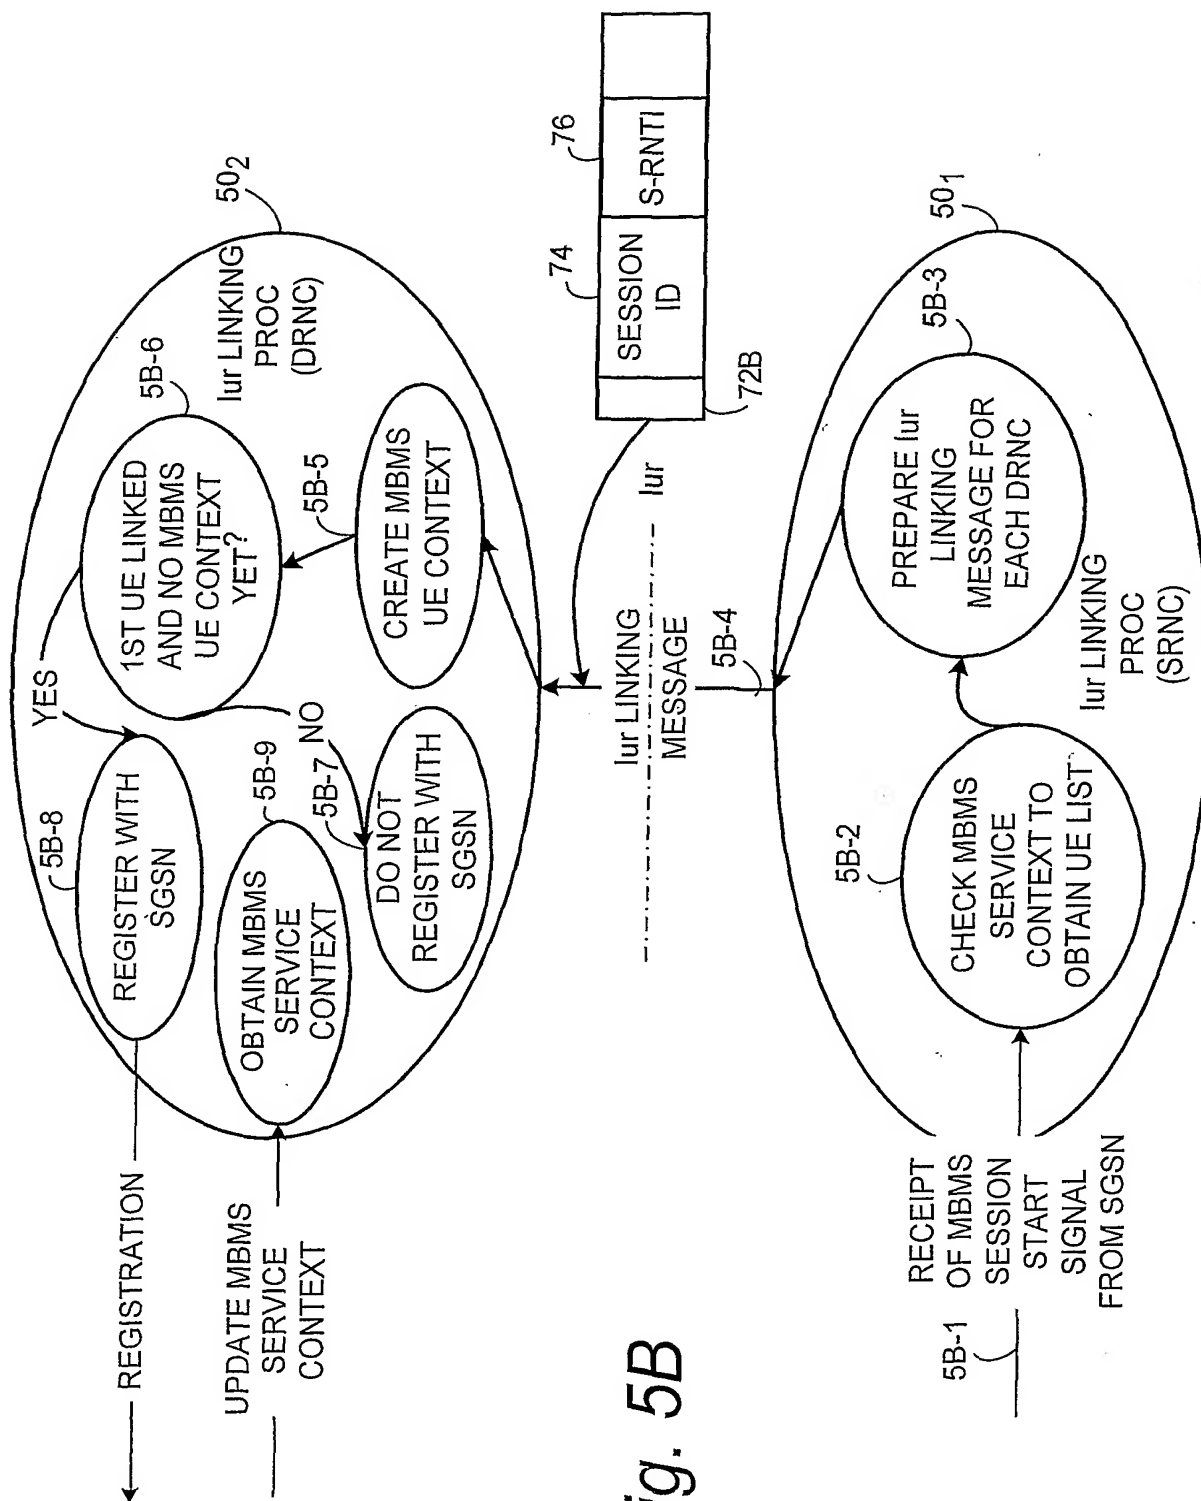 REGISTRATION
UPDATE MBMS
SERVICE
CONTEXT
5B-8
REGISTER WITH
SGSN
YES
5B-6
1ST UE LINKED
AND NO MBMS
UE CONTEXT
YET?
50₂
Iur LINKING
PROC
(DRNC)
OBTAIN MBMS
SERVICE
CONTEXT
5B-9
NO
5B-7
DO NOT
REGISTER WITH
SGSN
5B-5
CREATE MBMS
UE CONTEXT
74
76
SESSION
ID
S-RNTI
72B
Iur LINKING
MESSAGE
Iur
5B-4
Fig. 5B
5B-1
RECEIPT
OF MBMS
SESSION
START
SIGNAL
FROM SGSN
5B-2
CHECK MBMS
SERVICE
CONTEXT TO
OBTAIN UE LIST
5B-3
PREPARE Iur
LINKING
MESSAGE FOR
EACH DRNC
50₁
Iur LINKING
PROC
(SRNC)